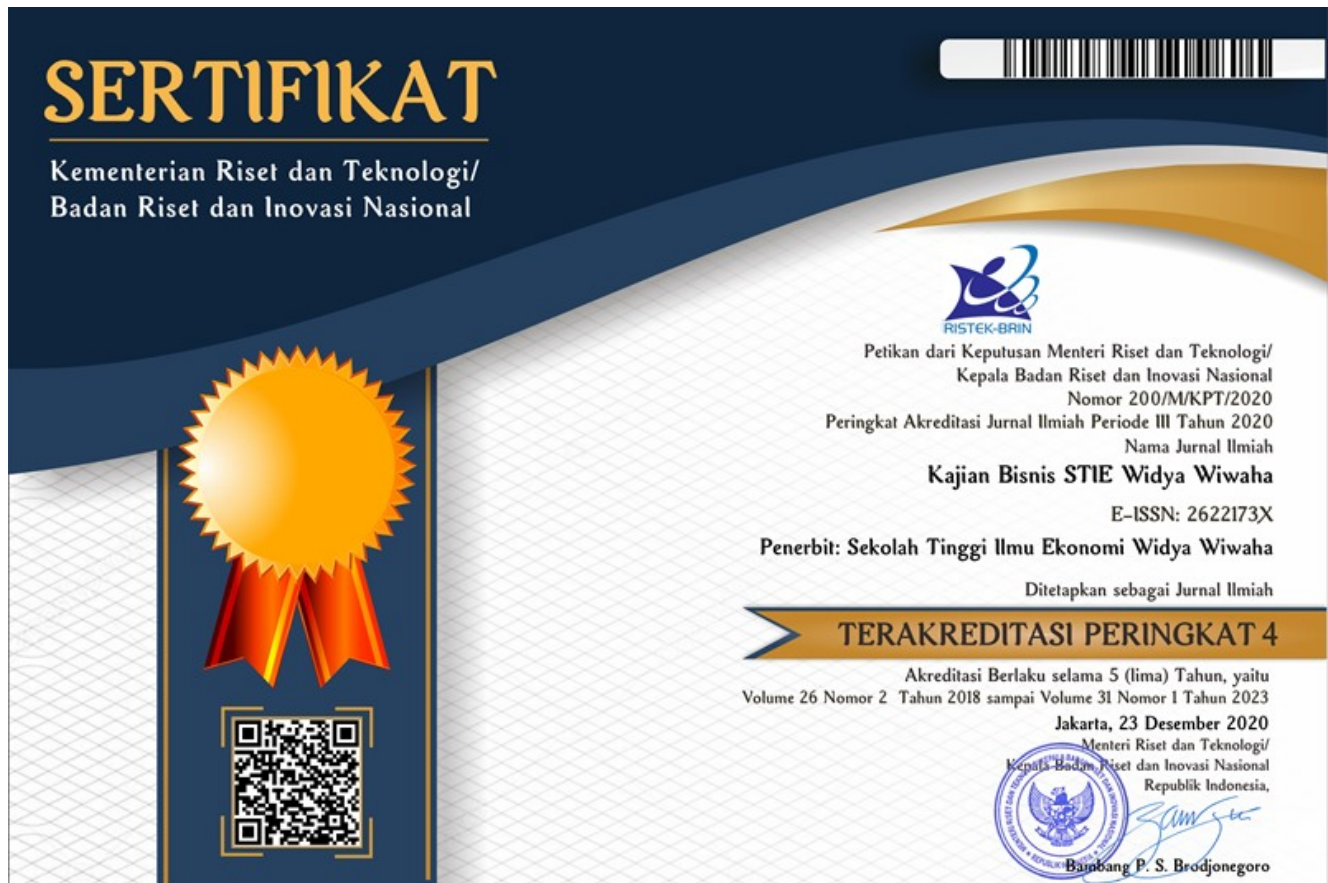 SERTIFIKAT
Kementerian Riset dan Teknologi/
Badan Riset dan Inovasi Nasional
RISTEK-BRIN
Petikan dari Keputusan Menteri Riset dan Teknologi/
Kepala Badan Riset dan Inovasi Nasional
Nomor 200/M/KPT/2020
Peringkat Akreditasi Jurnal Ilmiah Periode III Tahun 2020
Nama Jurnal Ilmiah
Kajian Bisnis STIE Widya Wiwaha
E-ISSN: 2622173X
Penerbit: Sekolah Tinggi Ilmu Ekonomi Widya Wiwaha
Ditetapkan sebagai Jurnal Ilmiah
TERAKREDITASI PERINGKAT 4
Akreditasi Berlaku selama 5 (lima) Tahun, yaitu
Volume 26 Nomor 2 Tahun 2018 sampai Volume 31 Nomor 1 Tahun 2023
Jakarta, 23 Desember 2020
Menteri Riset dan Teknologi/
Kepala Badan Riset dan Inovasi Nasional
Republik Indonesia,
Bambang P. S. Brodjonegoro